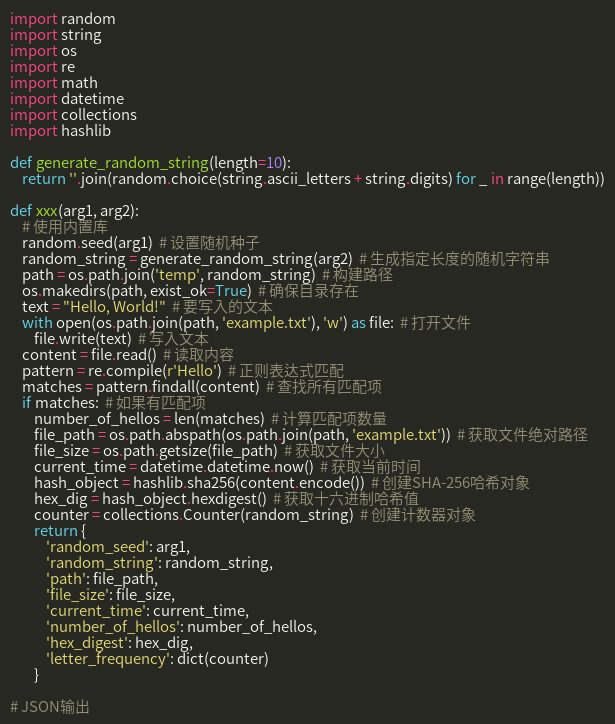 import random
import string
import os
import re
import math
import datetime
import collections
import hashlib
def generate_random_string(length=10):
return ''.join(random.choice(string.ascii_letters + string.digits) for _ in range(length))
def xxx(arg1, arg2):
# 使用内置库
random.seed(arg1) # 设置随机种子
random_string = generate_random_string(arg2) # 生成指定长度的随机字符串
path = os.path.join('temp', random_string) # 构建路径
os.makedirs(path, exist_ok=True) # 确保目录存在
text = "Hello, World!" # 要写入的文本
with open(os.path.join(path, 'example.txt'), 'w') as file: # 打开文件
file.write(text) # 写入文本
content = file.read() # 读取内容
pattern = re.compile(r'Hello') # 正则表达式匹配
matches = pattern.findall(content) # 查找所有匹配项
if matches: # 如果有匹配项
number_of_hellos = len(matches) # 计算匹配项数量
file_path = os.path.abspath(os.path.join(path, 'example.txt')) # 获取文件绝对路径
file_size = os.path.getsize(file_path) # 获取文件大小
current_time = datetime.datetime.now() # 获取当前时间
hash_object = hashlib.sha256(content.encode()) # 创建SHA-256哈希对象
hex_dig = hash_object.hexdigest() # 获取十六进制哈希值
counter = collections.Counter(random_string) # 创建计数器对象
return {
'random_seed': arg1,
'random_string': random_string,
'path': file_path,
'file_size': file_size,
'current_time': current_time,
'number_of_hellos': number_of_hellos,
'hex_digest': hex_dig,
'letter_frequency': dict(counter)
}
# JSON输出